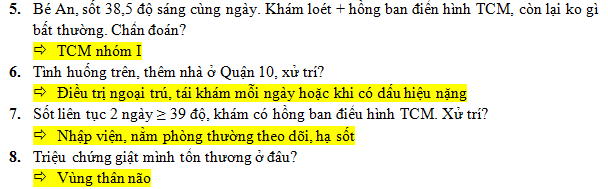 5. Bé An, sốt 38,5 độ sáng cùng ngày. Khám loét + hồng ban điển hình TCM, còn lại ko gì
bất thường. Chẩn đoán?
⇨ TCM nhóm I
6. Tình huống trên, thêm nhà ở Quận 10, xử trí?
⇨ Điều trị ngoại trú, tái khám mỗi ngày hoặc khi có dấu hiệu nặng
7. Sốt liên tục 2 ngày ≥ 39 độ, khám có hồng ban điểu hình TCM. Xử trí?
⇨ Nhập viện, nằm phòng thường theo dõi, hạ sốt
8. Triệu chứng giật mình tổn thương ở đâu?
⇨ Vùng thân não